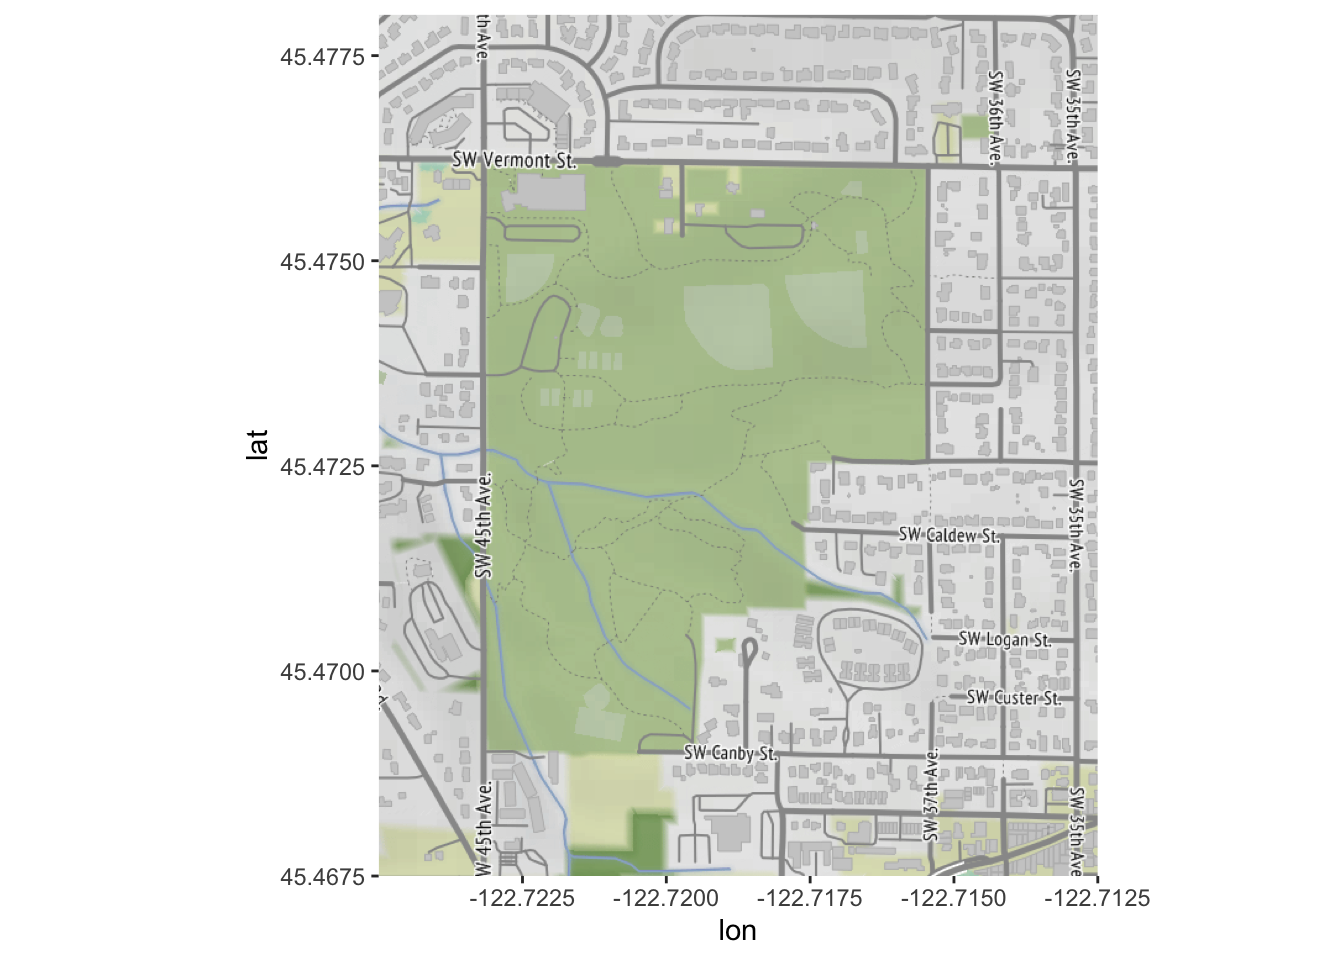 th Ave.
SW 36th Ave.
SW 35th Ave.
SW Vermont St.
SW 45th Ave.
SW 35th Ave.
SW Caldew St.
SW Logan St.
SW Custer St.
SW Canby St.
W 45th Ave.
SW 37th Ave.
SW 35th Ave
45.4775
45.4750
45.4725
45.4700
45.4675
lat
-122.7225
-122.7200
-122.7175
-122.7150
-122.7125
lon